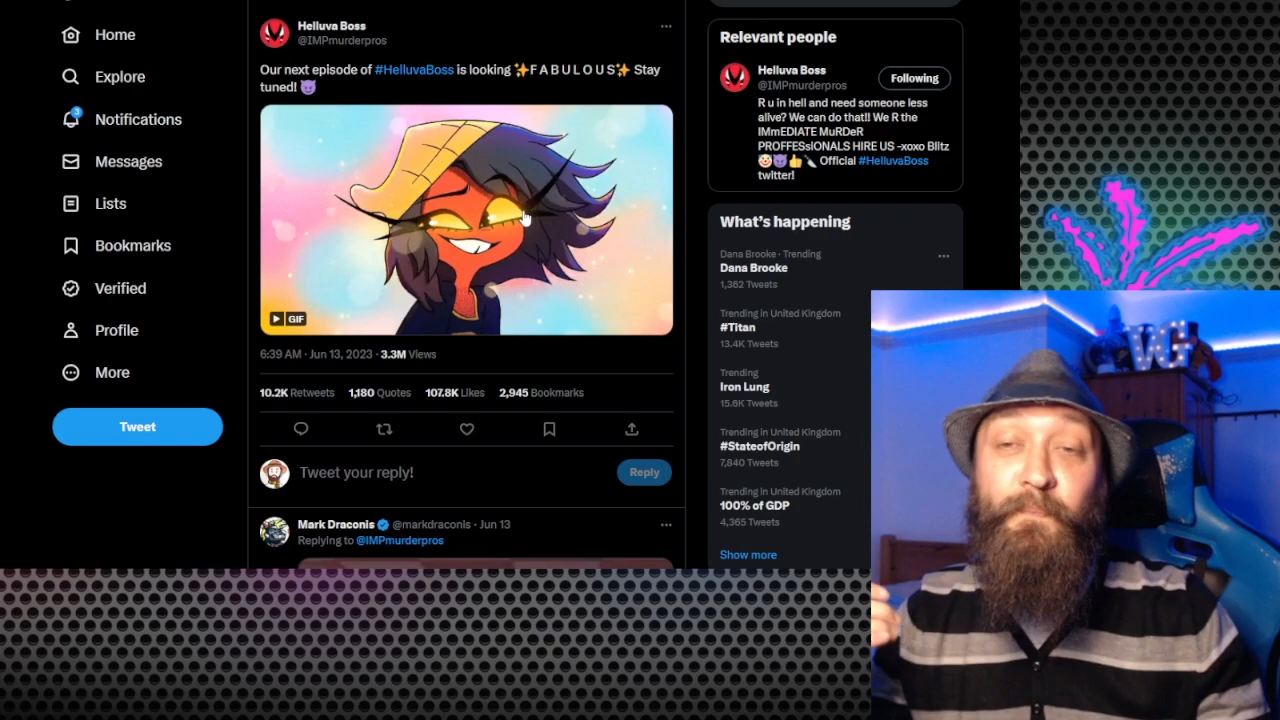 Home
Explore
3
Notifications
Messages
Lists
Bookmarks
Verified
Profile
More
Tweet
Helluva Boss
@IMPmurderpros
Our next episode of #HelluvaBoss is looking ✨F A B U L O U S✨ Stay
tuned! 😈
GIF
6:39 AM · Jun 13, 2023 · 3.3M Views
10.2K Retweets 1,180 Quotes 107.8K Likes 2,945 Bookmarks
Tweet your reply!
Reply
Mark Draconis @markdraconis · Jun 13
Replying to @IMPmurderpros
Relevant people
Helluva Boss
@IMPmurderpros
Following
R u in hell and need someone less
alive? We can do that!! We R the
IMmEDIATE MuRDeR
PROFFESsIONALS HIRE US -xoxo Blitz
🤡😈👍🔪 Official #HelluvaBoss
twitter!
What's happening
Dana Brooke · Trending
Dana Brooke
1,362 Tweets
Trending in United Kingdom
#Titan
13.4K Tweets
Trending
Iron Lung
15.6K Tweets
Trending in United Kingdom
#StateofOrigin
7,840 Tweets
Trending in United Kingdom
100% of GDP
4,365 Tweets
Show more
VG